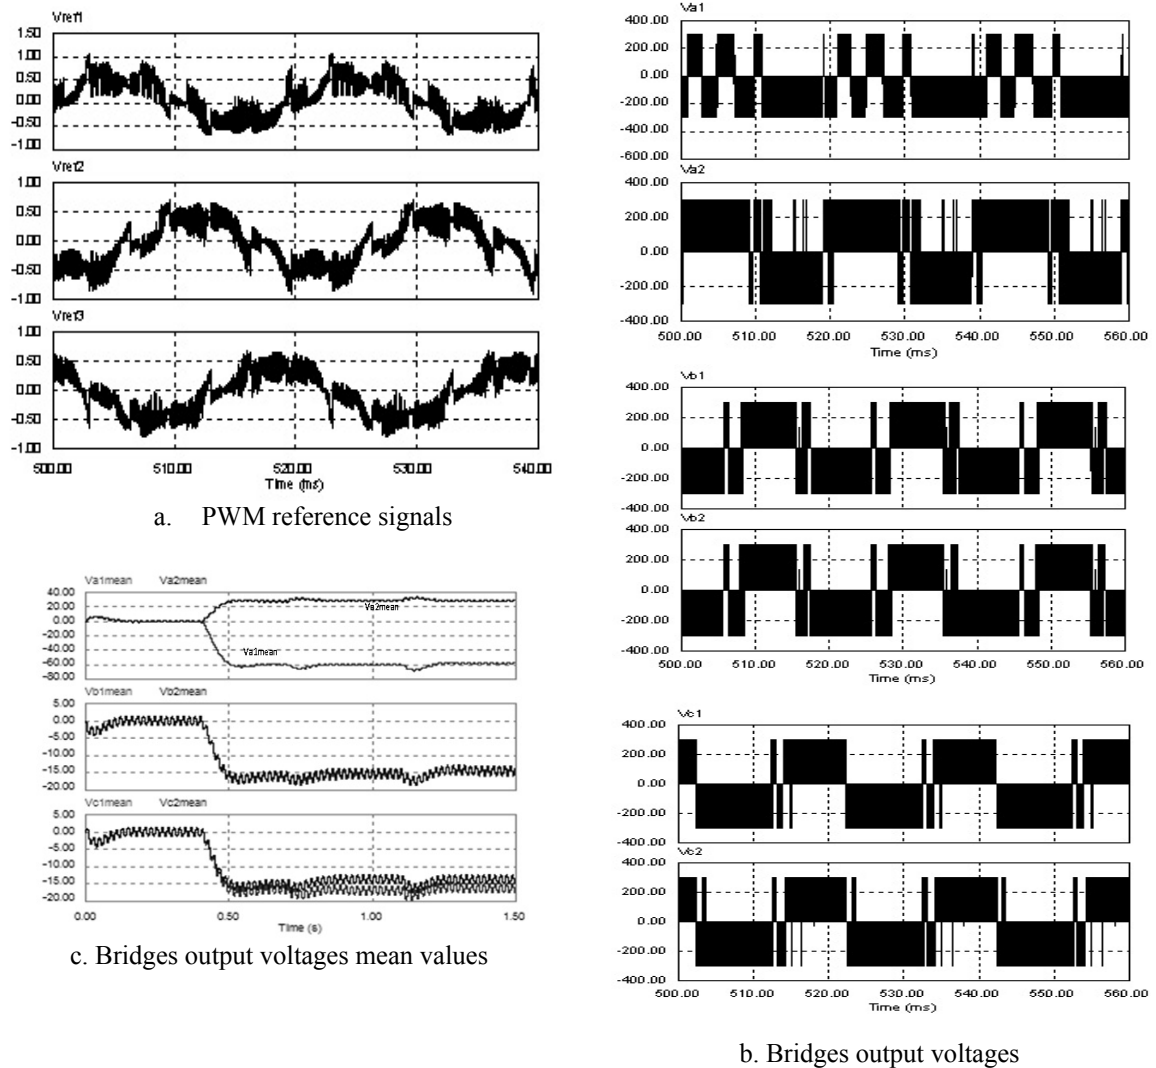 Vref1
1.50
1.00
0.50
0.00
-0.50
-1.00
Vref2
1.00
0.50
0.00
-0.50
-1.00
Vref3
1.00
0.50
0.00
-0.50
-1.00
500.00 510.00 520.00 530.00 540.00
Time (ms)
a. PWM reference signals
Va1mean Va2mean
40.00
20.00
0.00
-20.00
-40.00
-60.00
-80.00
Va2mean
Va1mean
Vb1mean Vb2mean
5.00
0.00
-5.00
-10.00
-15.00
-20.00
Vc1mean Vc2mean
5.00
0.00
-5.00
-10.00
-15.00
-20.00
0.00 0.50 1.00 1.50
Time (s)
c. Bridges output voltages mean values
Va1
400.00
200.00
0.00
-200.00
-400.00
-600.00
Va2
400.00
200.00
0.00
-200.00
-400.00
500.00 510.00 520.00 530.00 540.00 550.00 560.00
Time (ms)
Vb1
400.00
200.00
0.00
-200.00
-400.00
Vb2
400.00
200.00
0.00
-200.00
-400.00
500.00 510.00 520.00 530.00 540.00 550.00 560.00
Time (ms)
400.00
200.00
0.00
-200.00
-400.00
400.00
200.00
0.00
-200.00
-400.00
500.00 510.00 520.00 530.00 540.00 550.00 560.00
Time (ms)
b. Bridges output voltages